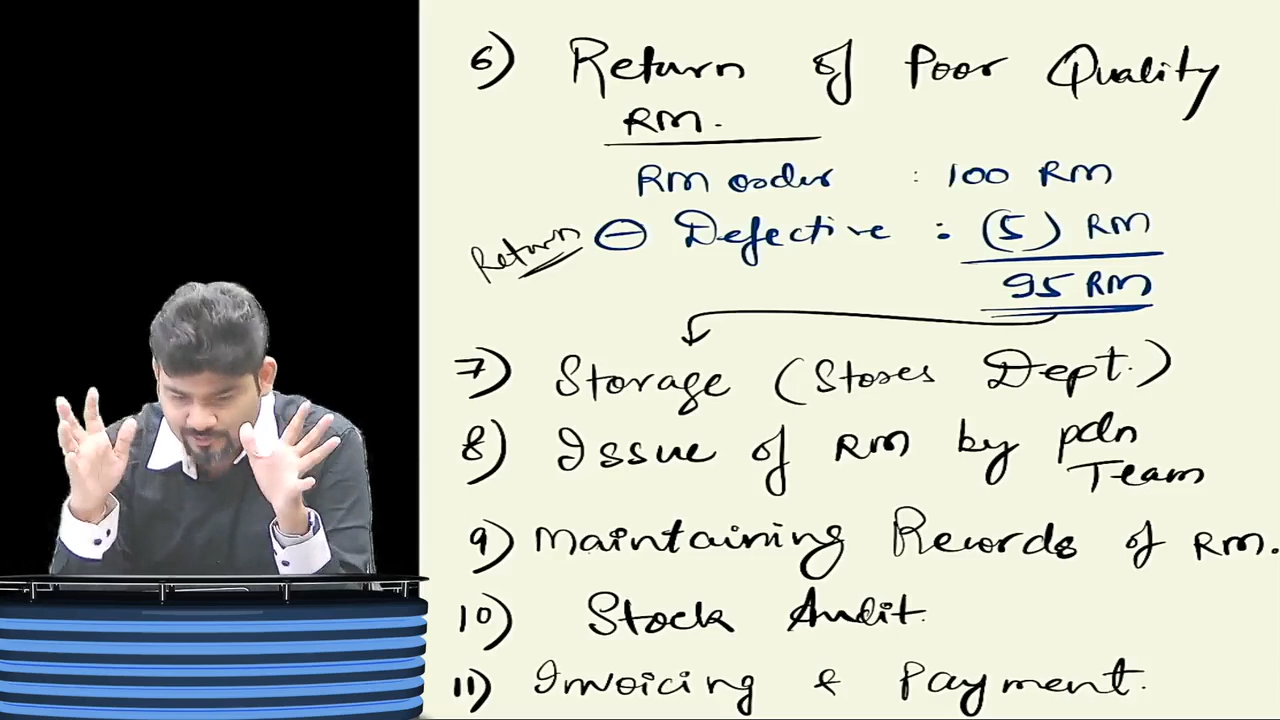 6) Return of Poor Quality
RM.
RM order : 100 RM
Return ⊖ Defective : (5) RM
95 RM
7) Storage (Stores Dept.)
8) Issue of RM by pdn
Team
9) Maintaining Records of RM.
10) Stock Audit.
11) Invoicing & Payment.